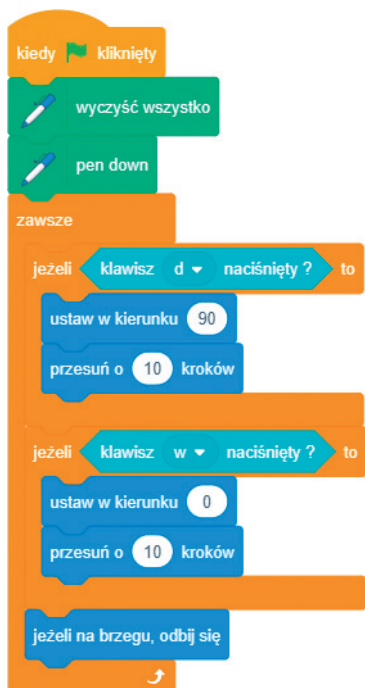 kiedy kliknięty
wyczyść wszystko
pen down
zawsze
jeżeli klawisz d naciśnięty ? to
ustaw w kierunku 90
przesuń o 10 kroków
jeżeli klawisz w naciśnięty ? to
ustaw w kierunku 0
przesuń o 10 kroków
jeżeli na brzegu, odbij się